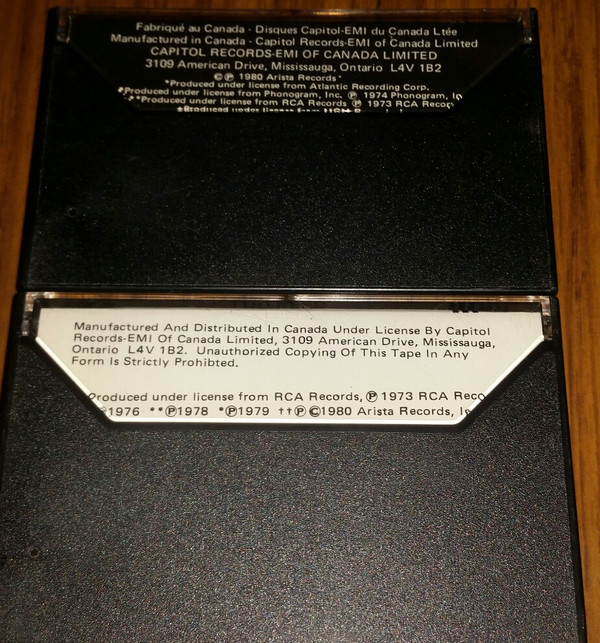 Fabriqué au Canada - Disques Capitol-EMI du Canada Ltée
Manufactured in Canada - Capitol Records-EMI of Canada Limited
CAPITOL RECORDS-EMI OF CANADA LIMITED
3109 American Drive, Mississauga, Ontario L4V 1B2
©℗ 1980 Arista Records
*Produced under license from Atlantic Recording Corp.
*Produced under license from Phonogram, Inc. ℗ 1974 Phonogram,
**Produced under license from RCA Records ℗ 1973 RCA
Produced under license from
Manufactured And Distributed In Canada Under License By Capitol
Records-EMI Of Canada Limited, 3109 American Drive, Mississauga,
Ontario L4V 1B2. Unauthorized Copying Of This Tape In Any
Form Is Strictly Prohibted.
Produced under license from RCA Records, ℗ 1973 RCA
℗1976 **℗1978 *℗1979 ††℗©1980 Arista Records,